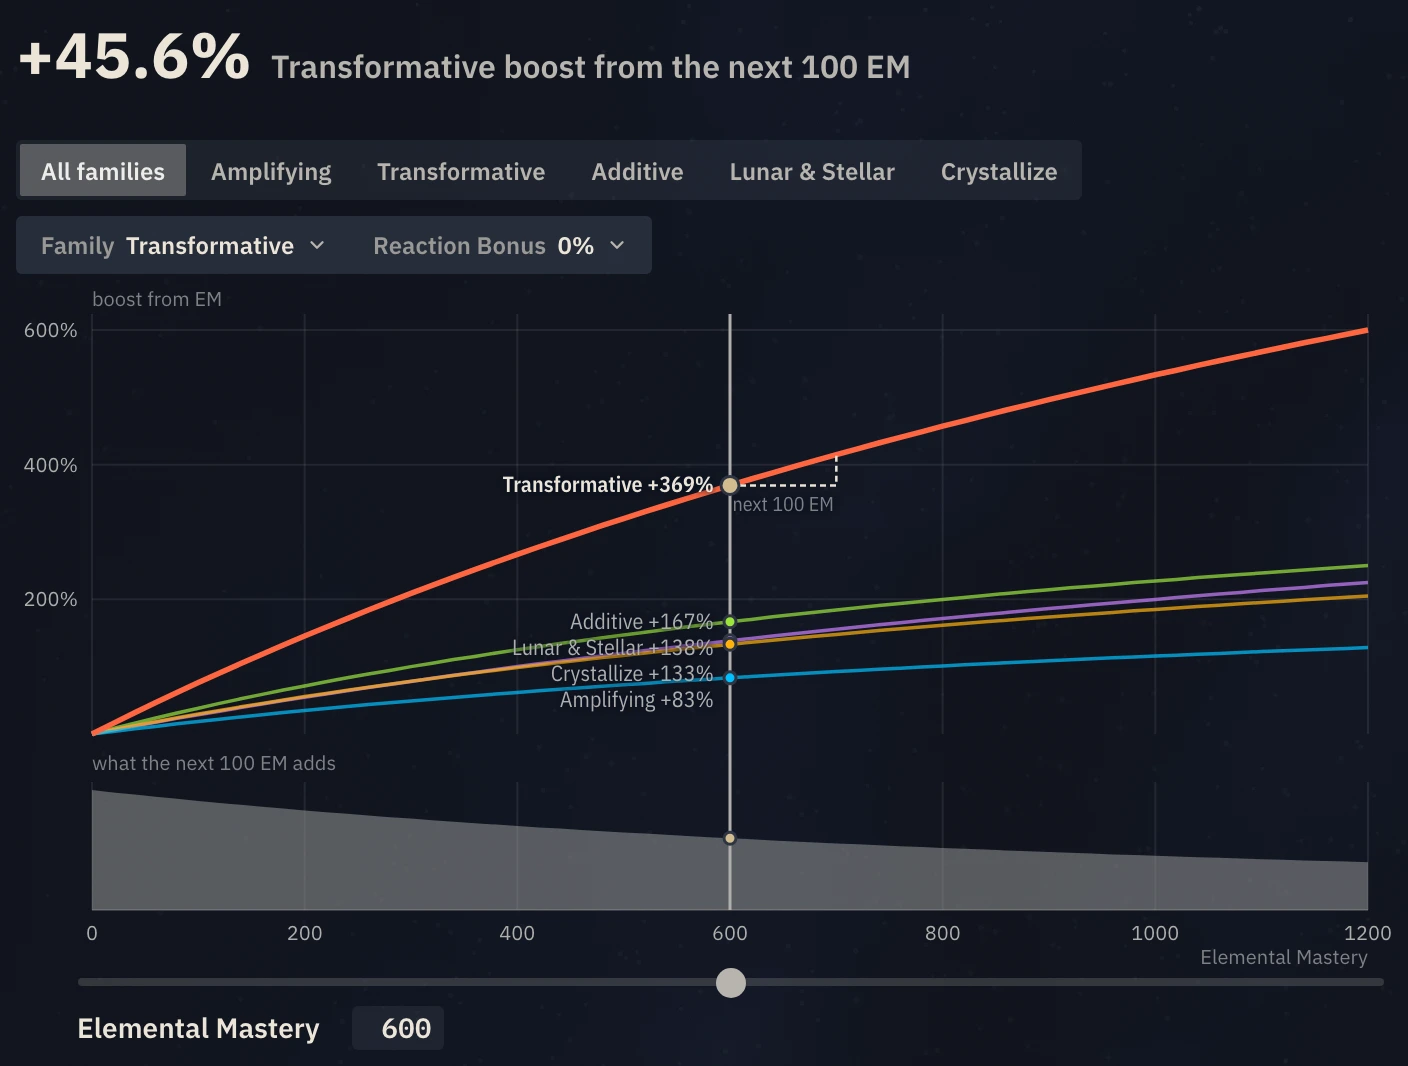 +45.6% Transformative boost from the next 100 EM
All families Amplifying Transformative Additive Lunar & Stellar Crystallize
Family Transformative Reaction Bonus 0%
boost from EM
600%
400%
Transformative +369%
next 100 EM
200%
Additive +167%
Lunar & Stellar +138%
Crystallize +133%
Amplifying +83%
what the next 100 EM adds
0 200 400 600 800 1000 1200
Elemental Mastery
Elemental Mastery 600